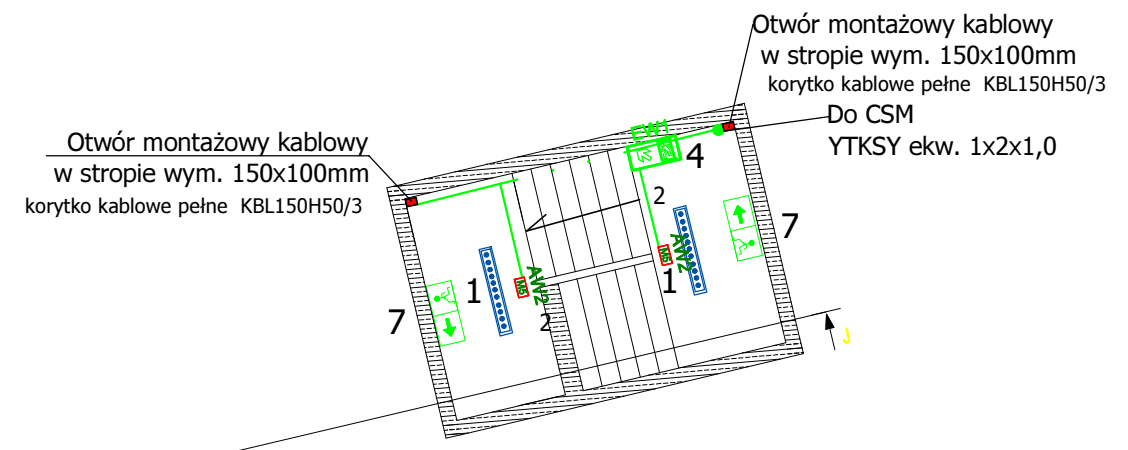 Otwór montażowy kablowy
w stropie wym. 150x100mm
korytko kablowe pełne KBL150H50/3
Do CSM
YTKSY ekw. 1x2x1,0
Otwór montażowy kablowy
w stropie wym. 150x100mm
korytko kablowe pełne KBL150H50/3
EW1
4
2
AW2
1
7
1
AW2
2
7
J